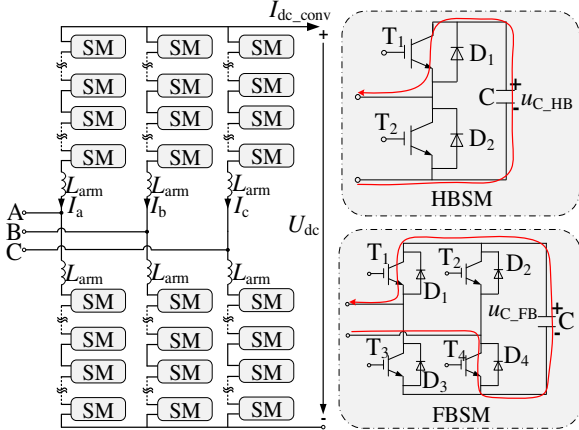 I_dc_conv
+
SM SM SM
SM SM SM
SM SM SM
SM SM SM
L_arm L_arm L_arm
I_a I_b I_c
A
B
C
U_dc
L_arm L_arm L_arm
SM SM SM
SM SM SM
SM SM SM
SM SM SM
-
T_1
D_1
C + - u_C_HB
T_2
D_2
HBSM
T_1 T_2 D_2
D_1
u_C_FB + - C
T_3 T_4
D_3 D_4
FBSM